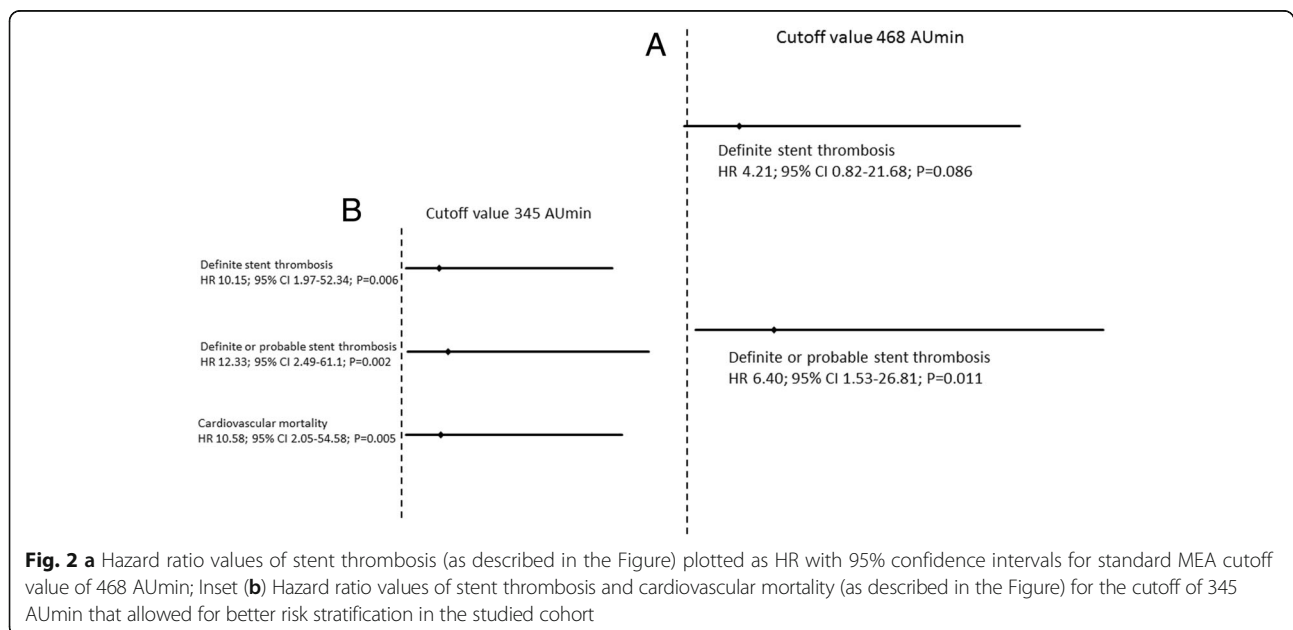 A
Cutoff value 468 AUmin
Definite stent thrombosis
HR 4.21; 95% CI 0.82-21.68; P=0.086
B
Cutoff value 345 AUmin
Definite stent thrombosis
HR 10.15; 95% CI 1.97-52.34; P=0.006
Definite or probable stent thrombosis
HR 12.33; 95% CI 2.49-61.1; P=0.002
Definite or probable stent thrombosis
HR 6.40; 95% CI 1.53-26.81; P=0.011
Cardiovascular mortality
HR 10.58; 95% CI 2.05-54.58; P=0.005
Fig. 2 a Hazard ratio values of stent thrombosis (as described in the Figure) plotted as HR with 95% confidence intervals for standard MEA cutoff
value of 468 AUmin; Inset (b) Hazard ratio values of stent thrombosis and cardiovascular mortality (as described in the Figure) for the cutoff of 345
AUmin that allowed for better risk stratification in the studied cohort